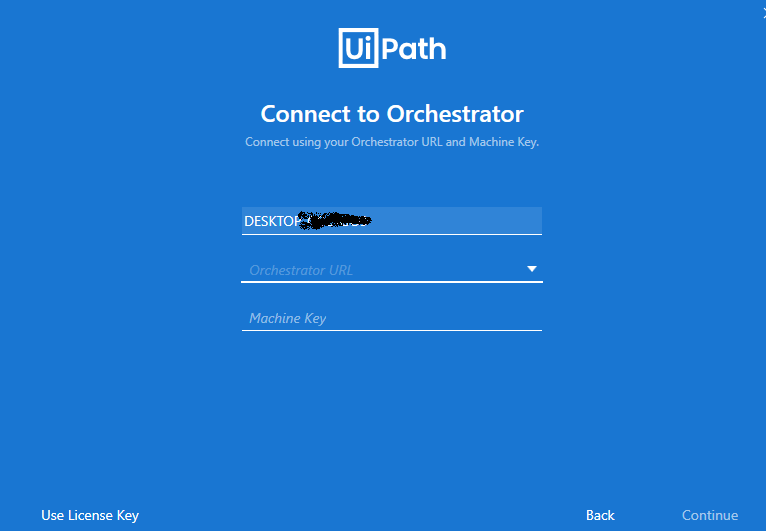 UiPath
Connect to Orchestrator
Connect using your Orchestrator URL and Machine Key.
DESKTOP
Orchestrator URL
Machine Key
Use License Key
Back
Continue